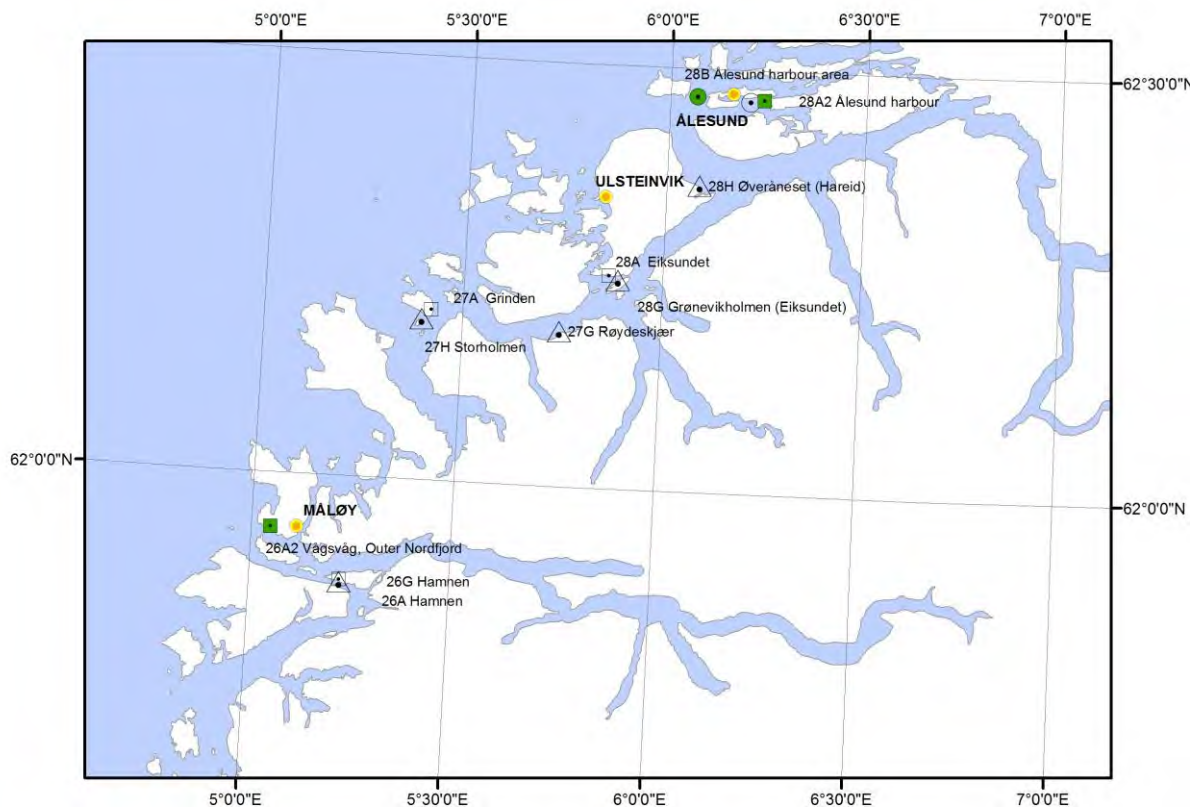 5°0'0"E
5°30'0"E
6°0'0"E
6°30'0"E
7°0'0"E
28B Ålesund harbour area
62°30'0"N
28A2 Ålesund harbour
ÅLESUND
ULSTEINVIK
28H Øveråneset (Hareid)
28A Eiksundet
27A Grinden
28G Grønevikholmen (Eiksundet)
27G Røydeskjær
27H Storholmen
62°0'0"N
62°0'0"N
MÅLØY
26A2 Vågsvåg, Outer Nordfjord
26G Hamnen
26A Hamnen
5°0'0"E
5°30'0"E
6°0'0"E
6°30'0"E
7°0'0"E